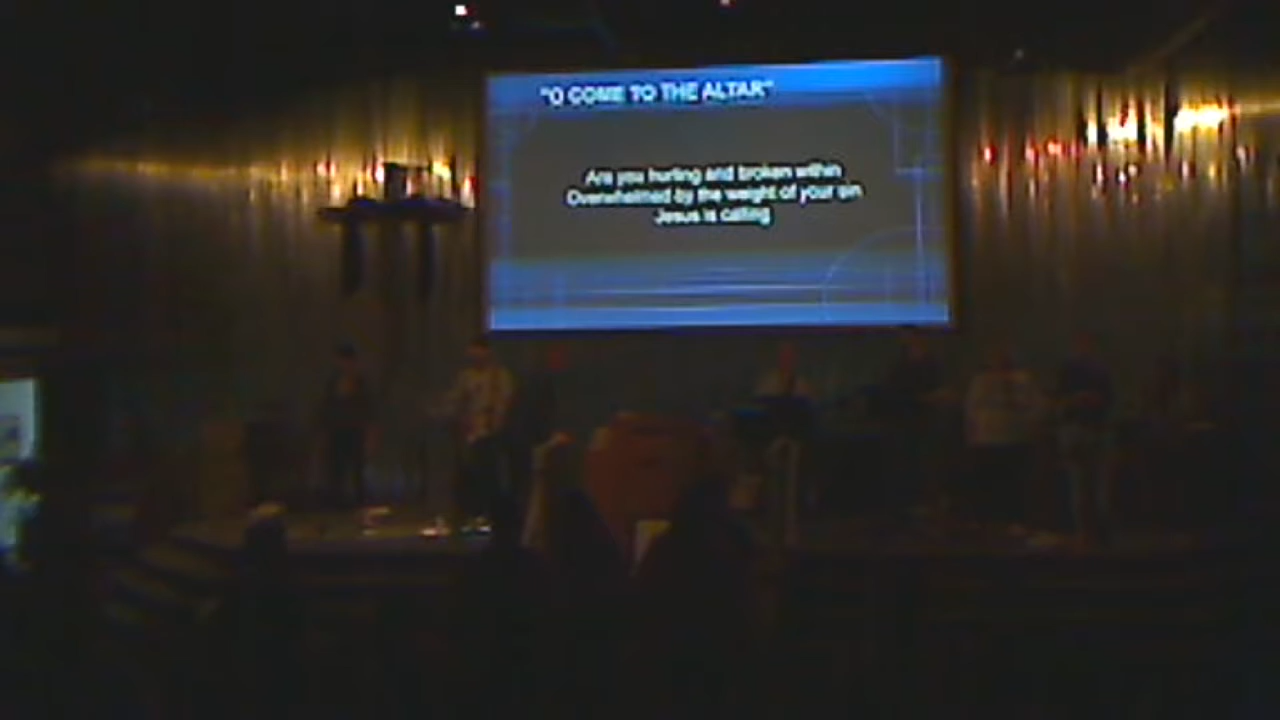 "O COME TO THE ALTAR"
Are you hurting and broken within
Overwhelmed by the weight of your sin
Jesus is calling